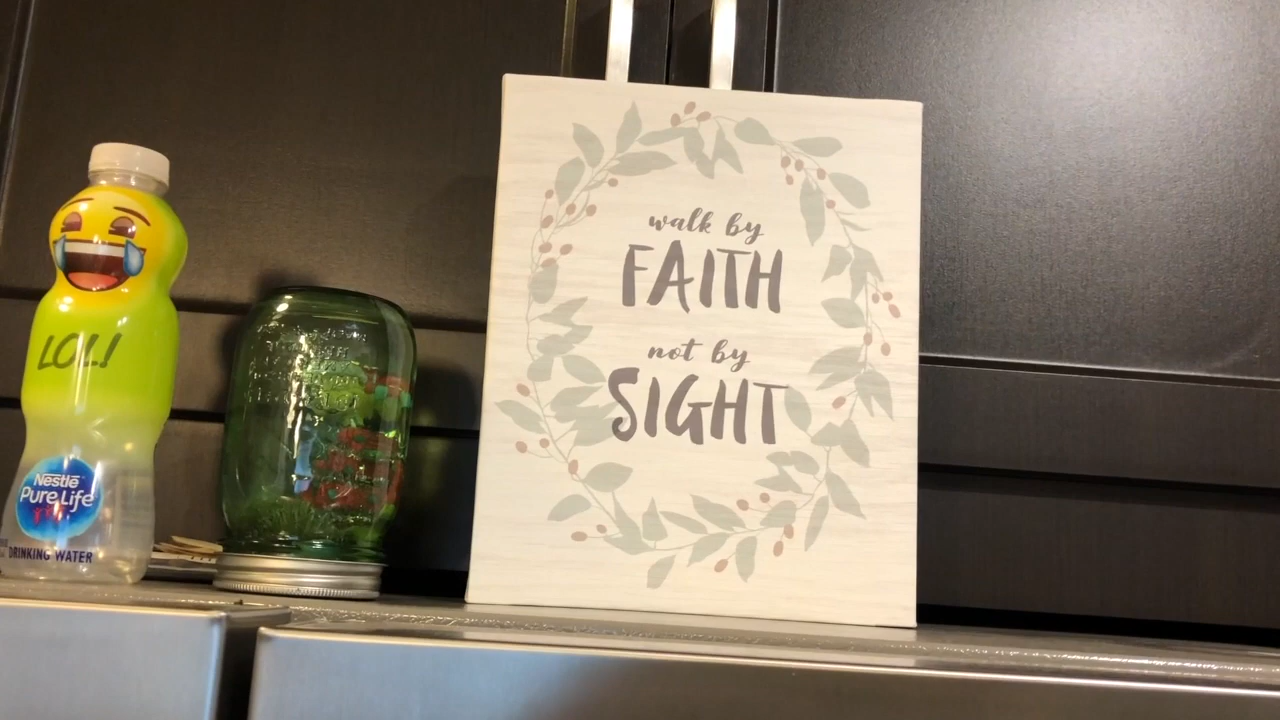 LOL!
Nestlé
Pure Life
DRINKING WATER
walk by
FAITH
not by
SIGHT